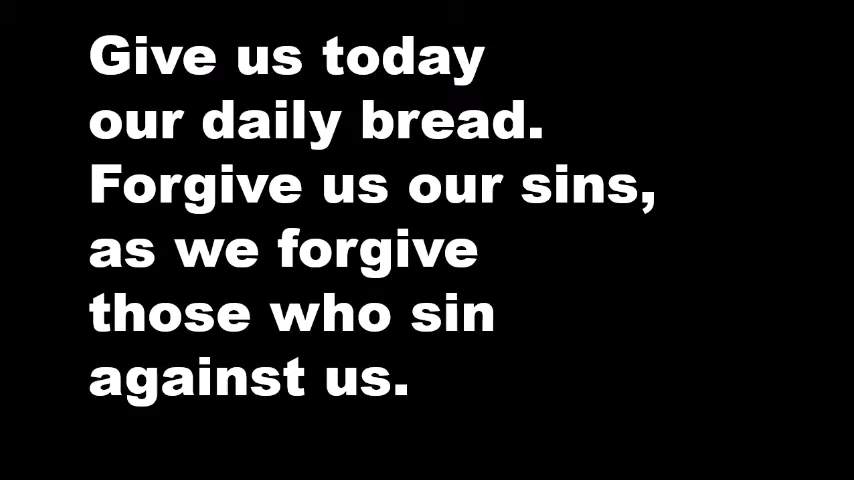 Give us today
our daily bread.
Forgive us our sins,
as we forgive
those who sin
against us.